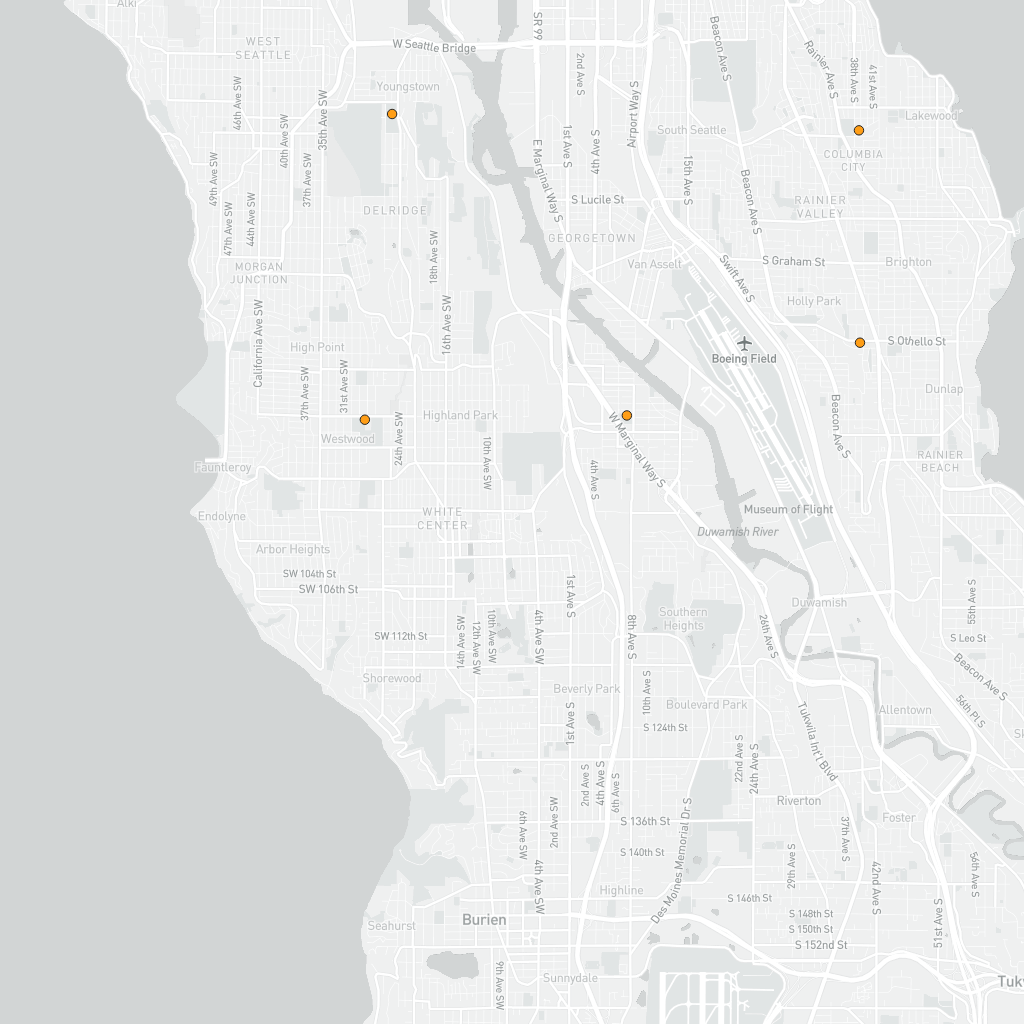 Alki
SR 99
W Seattle Bridge
WEST
SEATTLE
Beacon Ave S
Rainier Ave S
38th Ave S
41st Ave S
2nd Ave S
Airport Way S
Youngstown
46th Ave SW
35th Ave SW
40th Ave SW
Lakewood
South Seattle
1st Ave S
4th Ave S
E Marginal Way S
COLUMBIA
CITY
15th Ave S
37th Ave SW
49th Ave SW
Beacon Ave S
S Lucile St
RAINIER
VALLEY
DELRIDGE
44th Ave SW
47th Ave SW
GEORGETOWN
18th Ave SW
MORGAN
JUNCTION
Van Asselt
Swift Ave S
S Graham St
Brighton
Holly Park
16th Ave SW
California Ave SW
High Point
Boeing Field
S Othello St
37th Ave SW
31st Ave SW
Dunlap
Highland Park
24th Ave SW
Westwood
W Marginal Way S
Beacon Ave S
Fauntleroy
10th Ave SW
4th Ave S
RAINIER
BEACH
Endolyne
WHITE
CENTER
Museum of Flight
Duwamish River
Arbor Heights
SW 104th St
SW 106th St
1st Ave S
Southern
Heights
Duwamish
55th Ave S
SW 112th St
14th Ave SW
12th Ave SW
10th Ave SW
4th Ave SW
8th Ave S
26th Ave S
S Leo St
Beacon Ave S
Shorewood
Beverly Park
10th Ave S
Boulevard Park
Allentown
56th Pl S
1st Ave S
S 124th St
Tukwila Int'l Blvd
22nd Ave S
24th Ave S
2nd Ave S
4th Ave S
6th Ave S
Riverton
Foster
6th Ave SW
2nd Ave SW
S 136th St
37th Ave S
S 140th St
Des Moines Memorial Dr S
29th Ave S
42nd Ave S
56th Ave S
4th Ave SW
Highline
S 146th St
S 148th St
S 150th St
S 152nd St
51st Ave S
Burien
Seahurst
9th Ave SW
Sunnydale